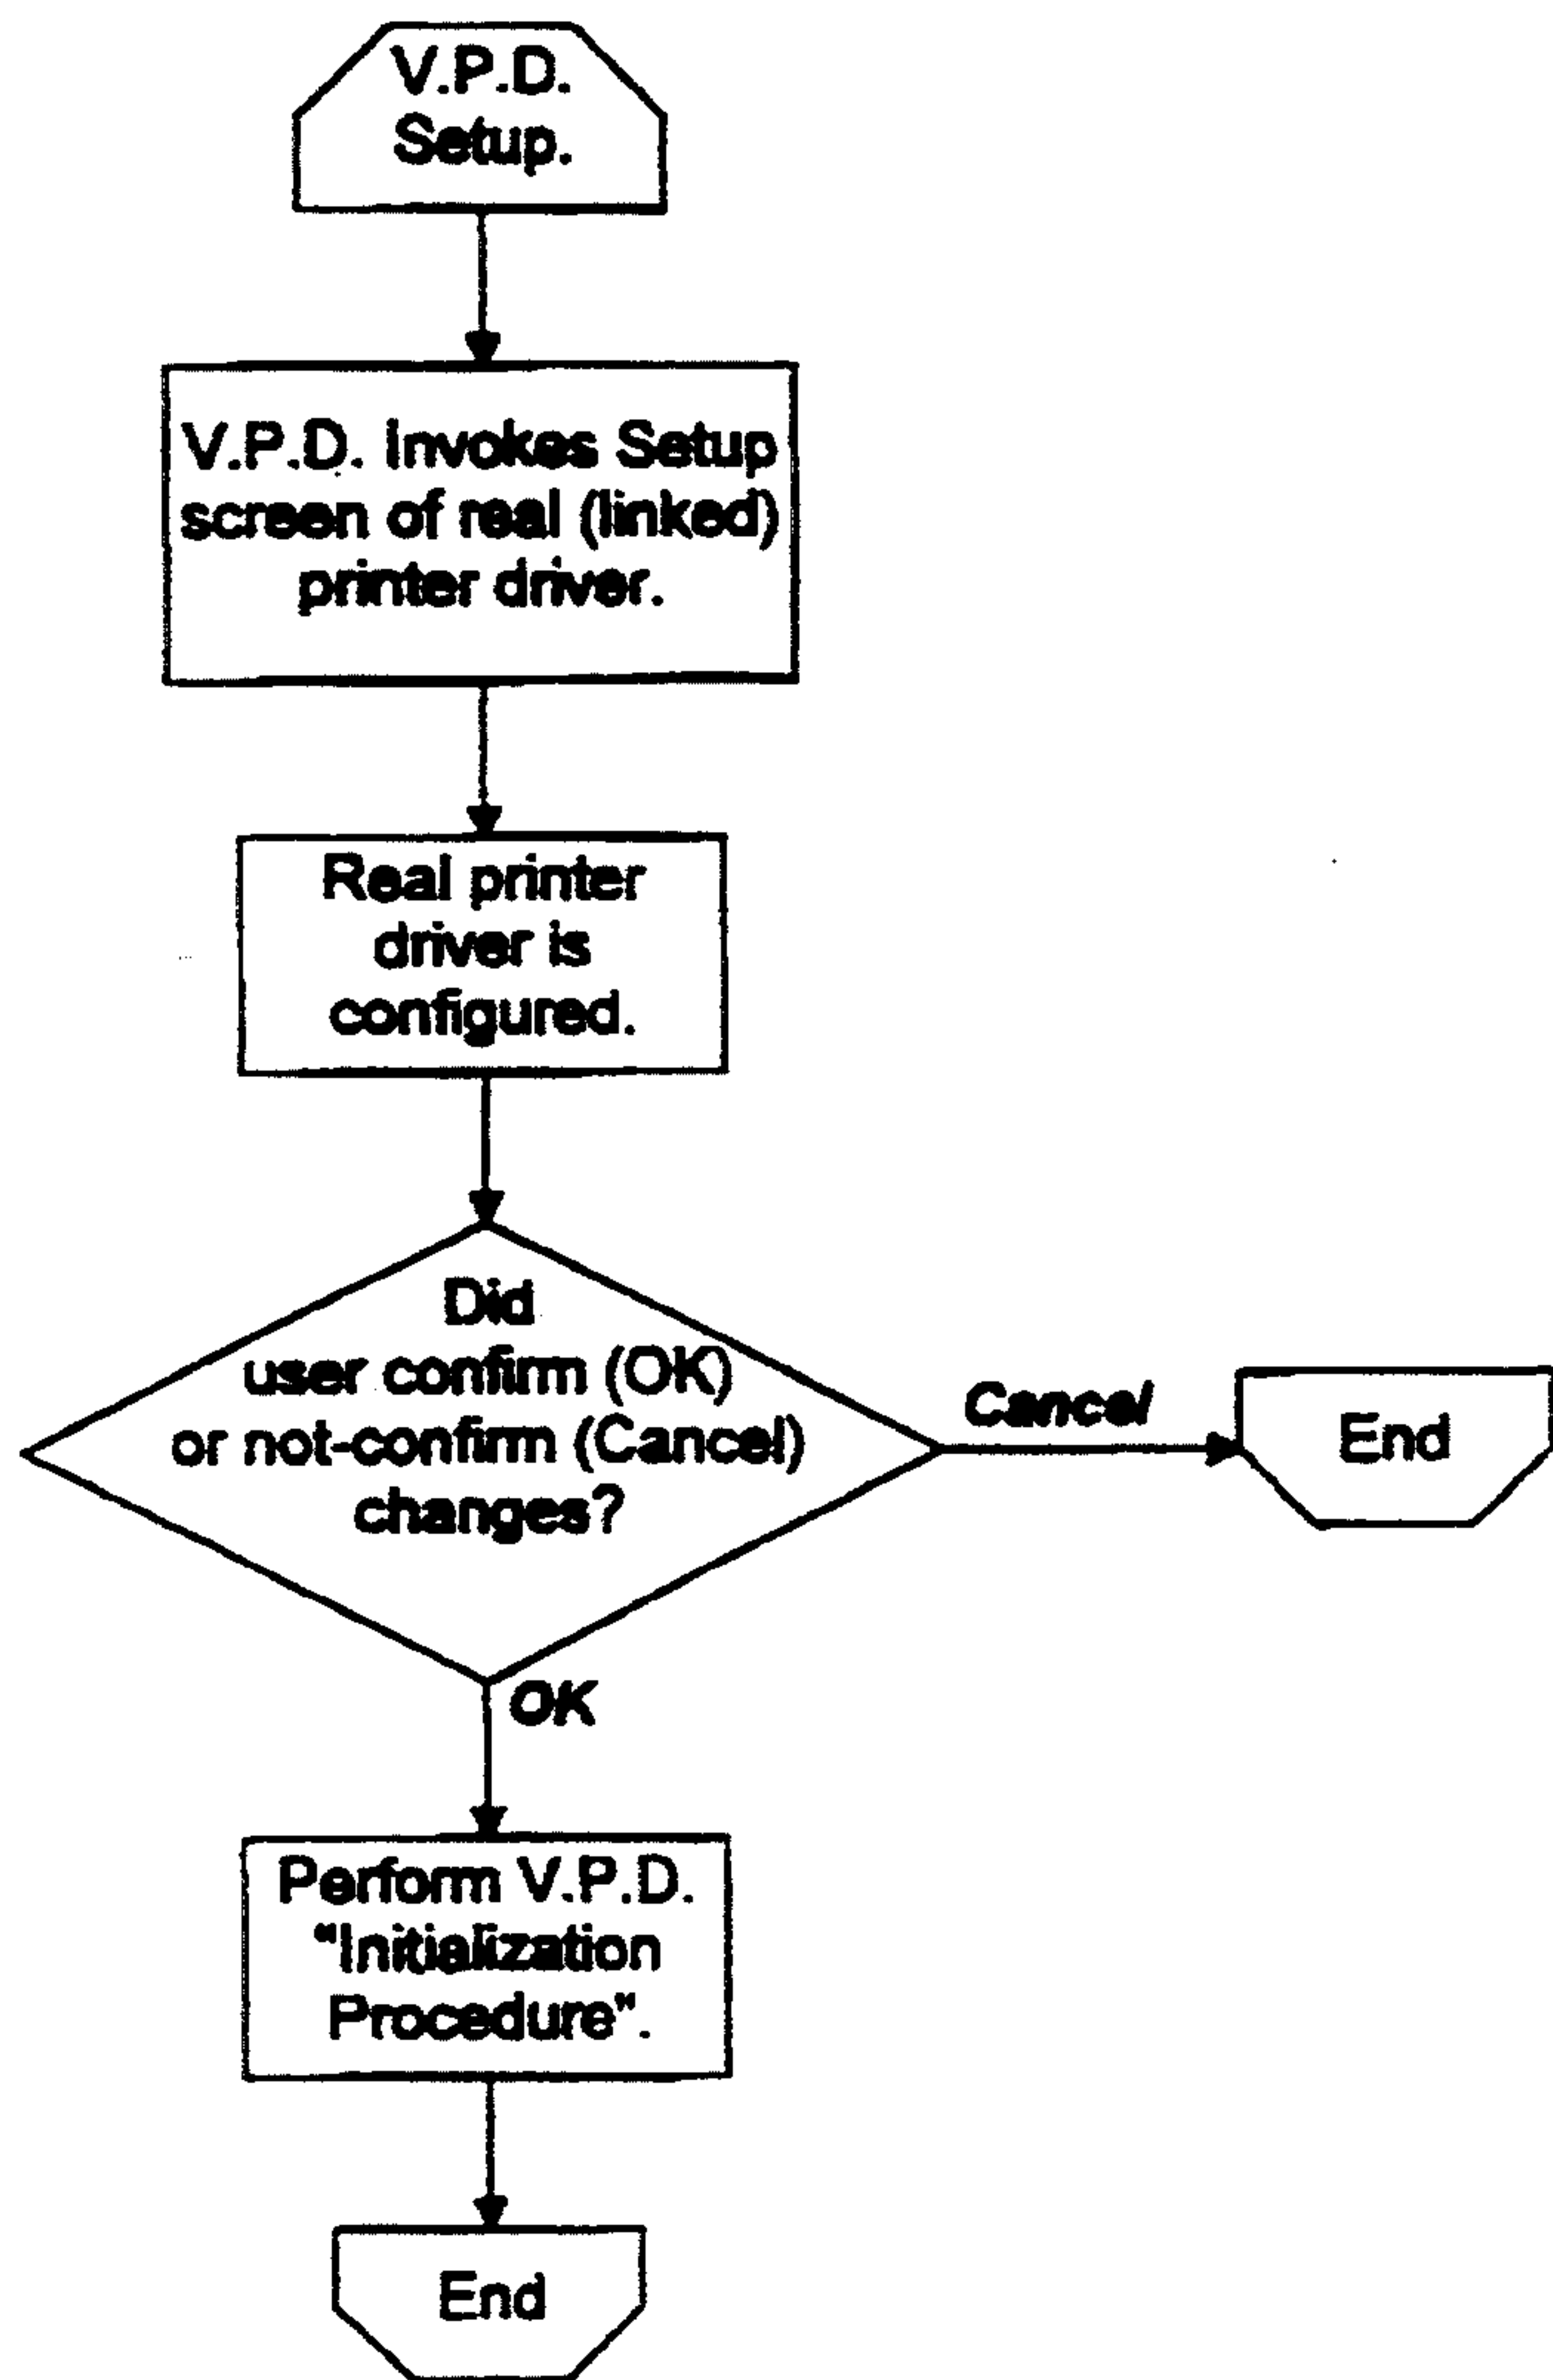 V.P.D.
Setup.
V.P.D. invokes Setup
screen of real (linked)
printer driver.
Real printer
driver is
configured.
Did
user confirm (OK)
or not-confirm (Cancel)
changes?
Cancel
End
OK
Perform V.P.D.
"Initialization
Procedure".
End